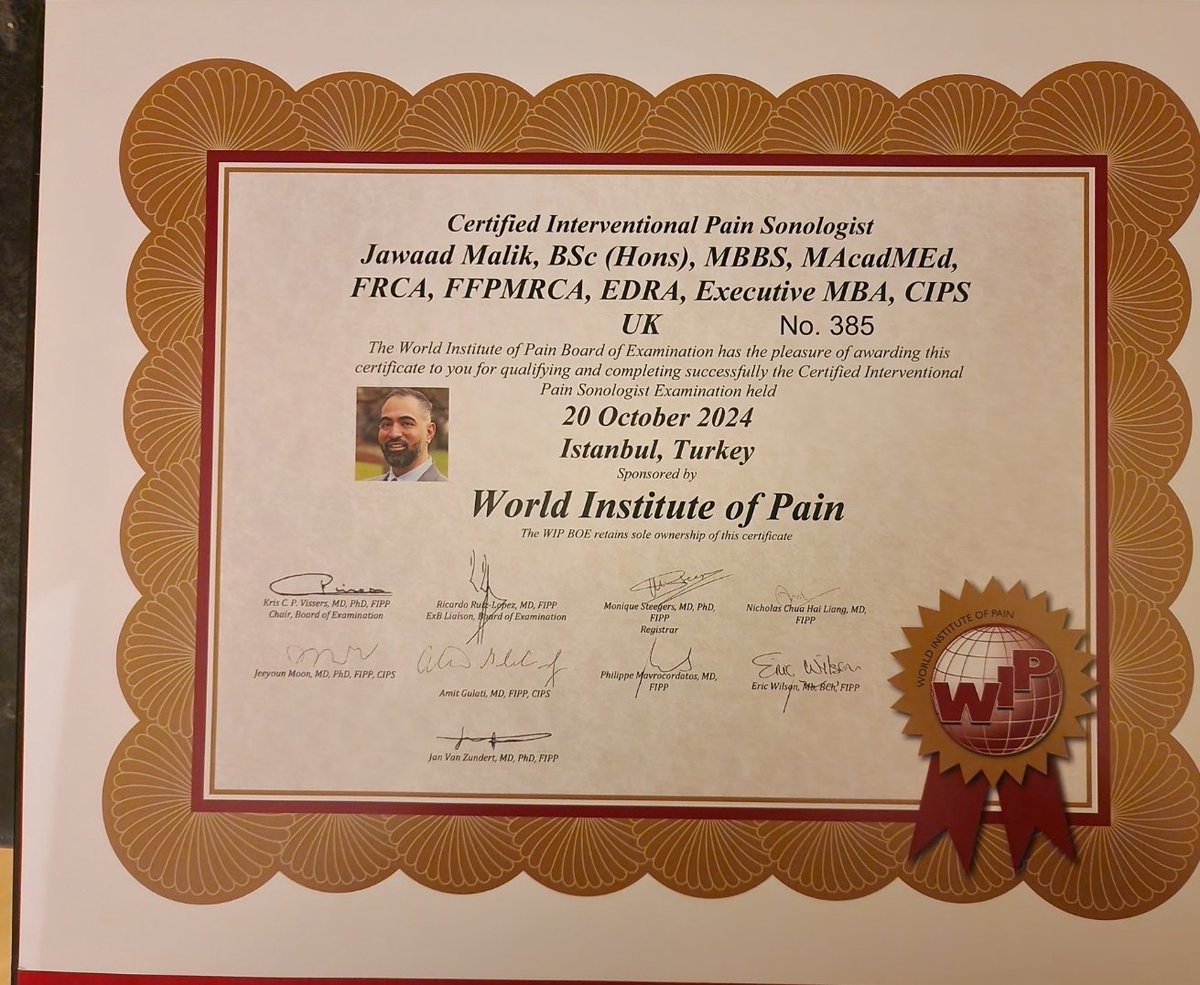 Certified Interventional Pain Sonologist
Jawaad Malik, BSc (Hons), MBBS, MAcadMEd,
FRCA, FFPMRCA, EDRA, Executive MBA, CIPS
UK No. 385
The World Institute of Pain Board of Examination has the pleasure of awarding this
certificate to you for qualifying and completing successfully the Certified Interventional
Pain Sonologist Examination held
20 October 2024
Istanbul, Turkey
Sponsored by
World Institute of Pain
The WIP BOE retains sole ownership of this certificate
Kris C. P. Vissers, MD, PhD, FIPP
Chair, Board of Examination
Ricardo Ruiz-Lopez, MD, FIPP
ExB Liaison, Board of Examination
Monique Steegers, MD, PhD,
FIPP
Registrar
Nicholas Chua Hai Liang, MD,
FIPP
Jeeyoun Moon, MD, PhD, FIPP, CIPS
Amit Gulati, MD, FIPP, CIPS
Philippe Mavrocordatos, MD,
FIPP
Eric Wilson
Eric Wilson, Mb, BCh, FIPP
Jan Van Zundert, MD, PhD, FIPP
WORLD INSTITUTE OF PAIN
WIP